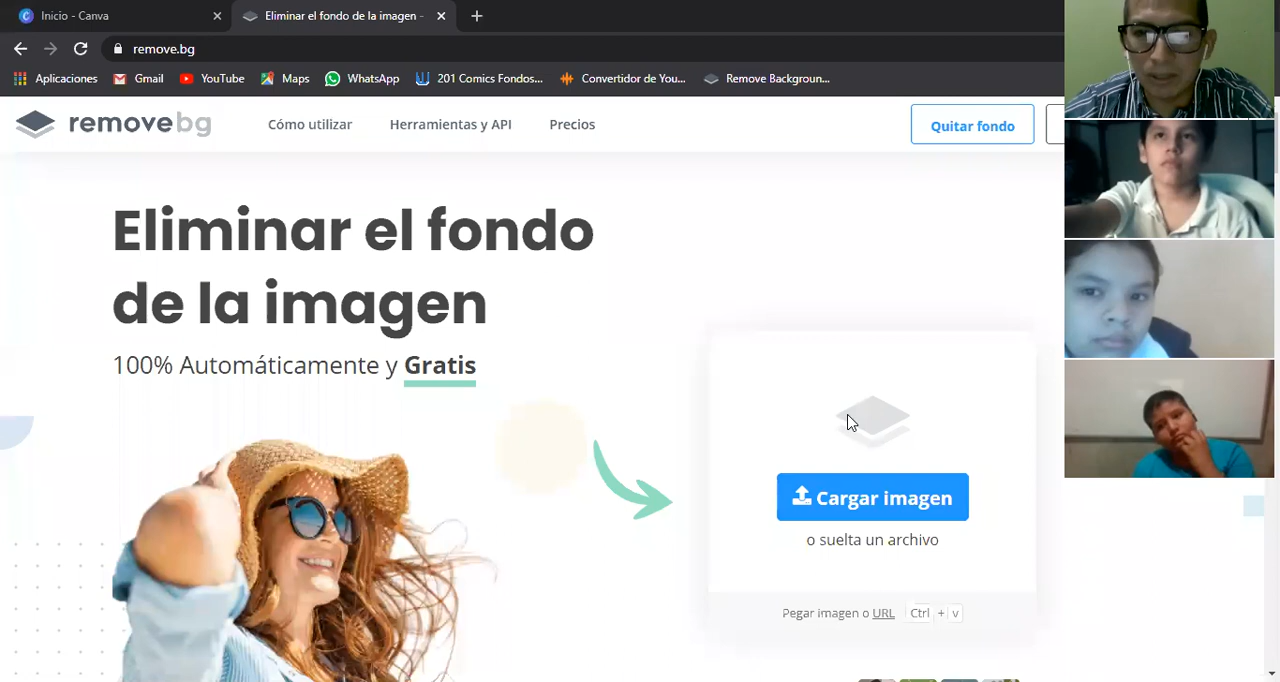 Inicio - Canva
Eliminar el fondo de la imagen -
remove.bg
Aplicaciones Gmail YouTube Maps WhatsApp 201 Comics Fondos... Convertidor de You... Remove Backgroun...
removebg Cómo utilizar Herramientas y API Precios Quitar fondo
Eliminar el fondo
de la imagen
100% Automáticamente y Gratis
Cargar imagen
o suelta un archivo
Pegar imagen o URL Ctrl + v